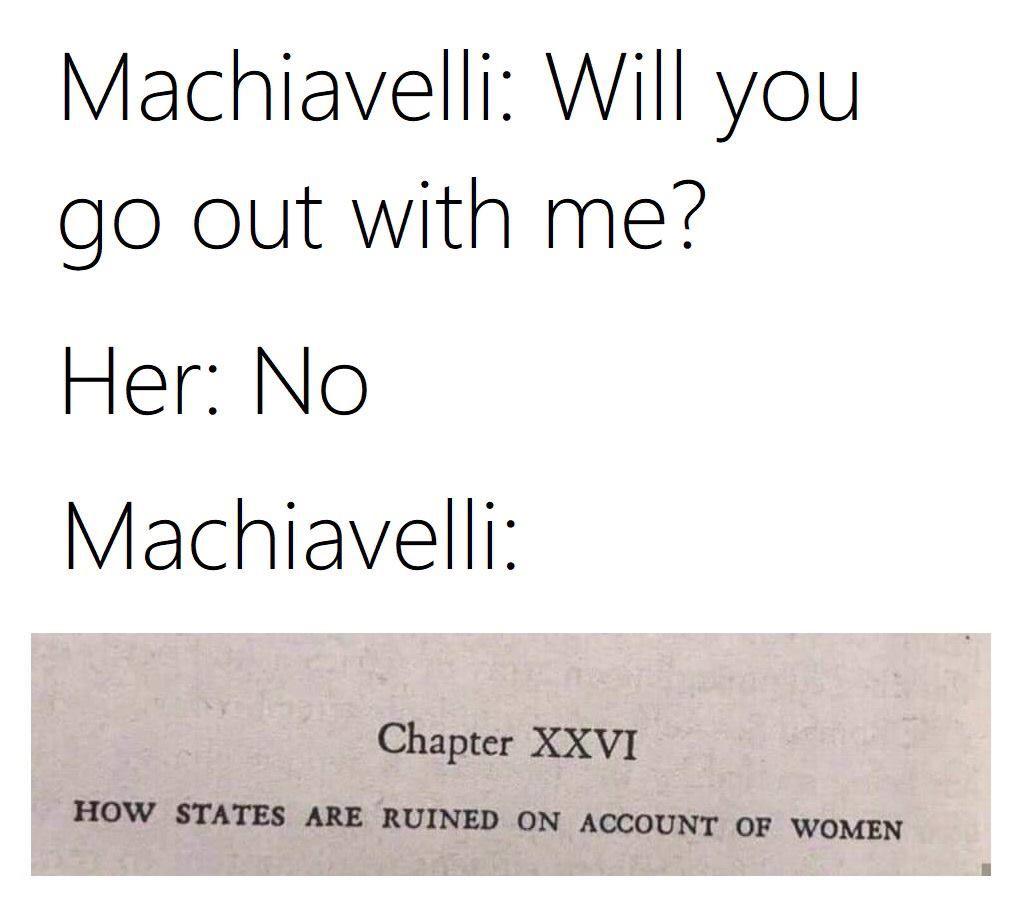 Machiavelli: Will you
go out with me?
Her: No
Machiavelli:
Chapter XXVI
HOW STATES ARE RUINED ON ACCOUNT OF WOMEN